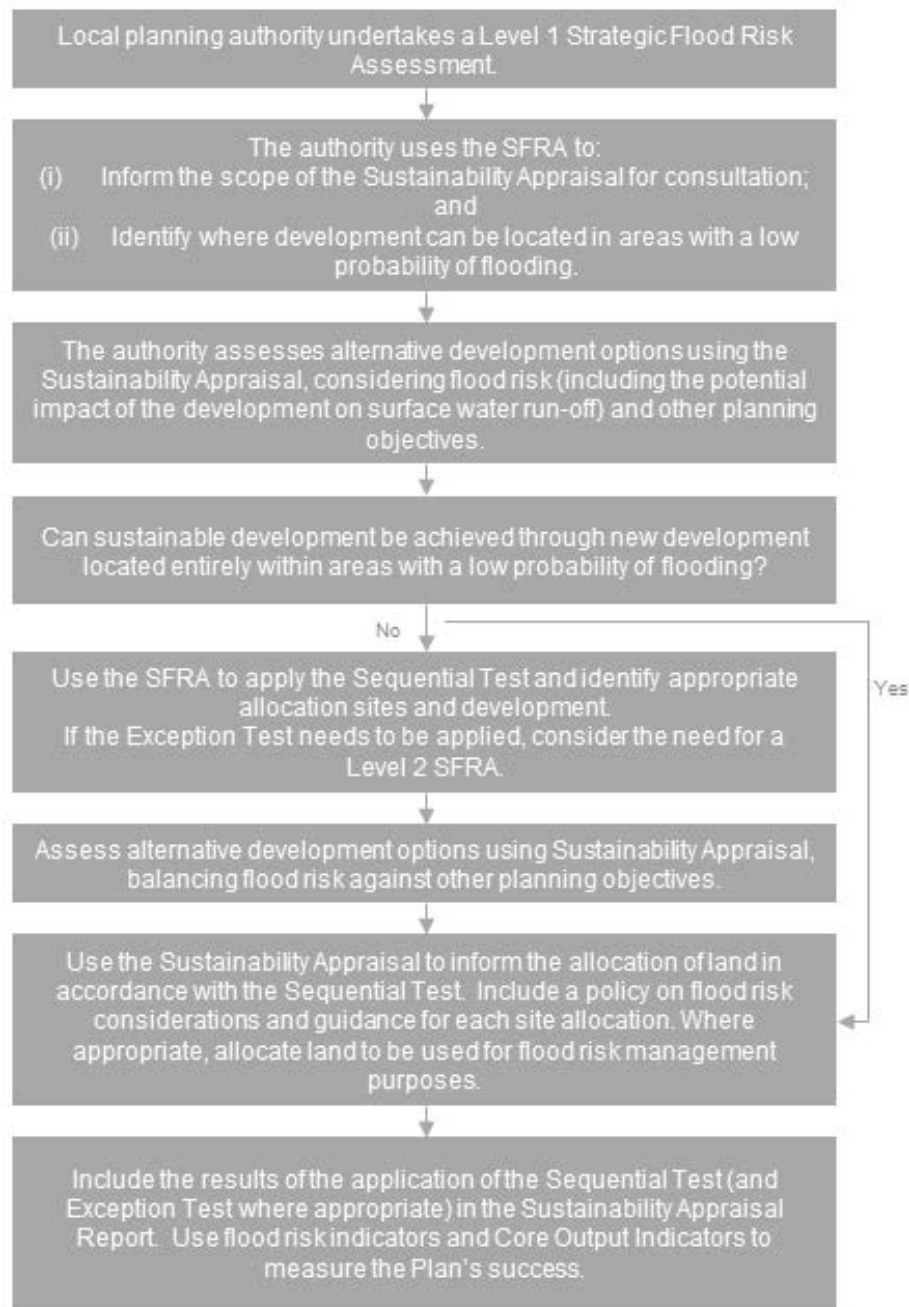 Local planning authority undertakes a Level 1 Strategic Flood Risk
Assessment.
The authority uses the SFRA to:
(i) Inform the scope of the Sustainability Appraisal for consultation;
and
(ii) Identify where development can be located in areas with a low
probability of flooding.
The authority assesses alternative development options using the
Sustainability Appraisal, considering flood risk (including the potential
impact of the development on surface water run-off) and other planning
objectives.
Can sustainable development be achieved through new development
located entirely within areas with a low probability of flooding?
No
Yes
Use the SFRA to apply the Sequential Test and identify appropriate
allocation sites and development.
If the Exception Test needs to be applied, consider the need for a
Level 2 SFRA.
Assess alternative development options using Sustainability Appraisal,
balancing flood risk against other planning objectives.
Use the Sustainability Appraisal to inform the allocation of land in
accordance with the Sequential Test. Include a policy on flood risk
considerations and guidance for each site allocation. Where
appropriate, allocate land to be used for flood risk management
purposes.
Include the results of the application of the Sequential Test (and
Exception Test where appropriate) in the Sustainability Appraisal
Report. Use flood risk indicators and Core Output Indicators to
measure the Plan's success.